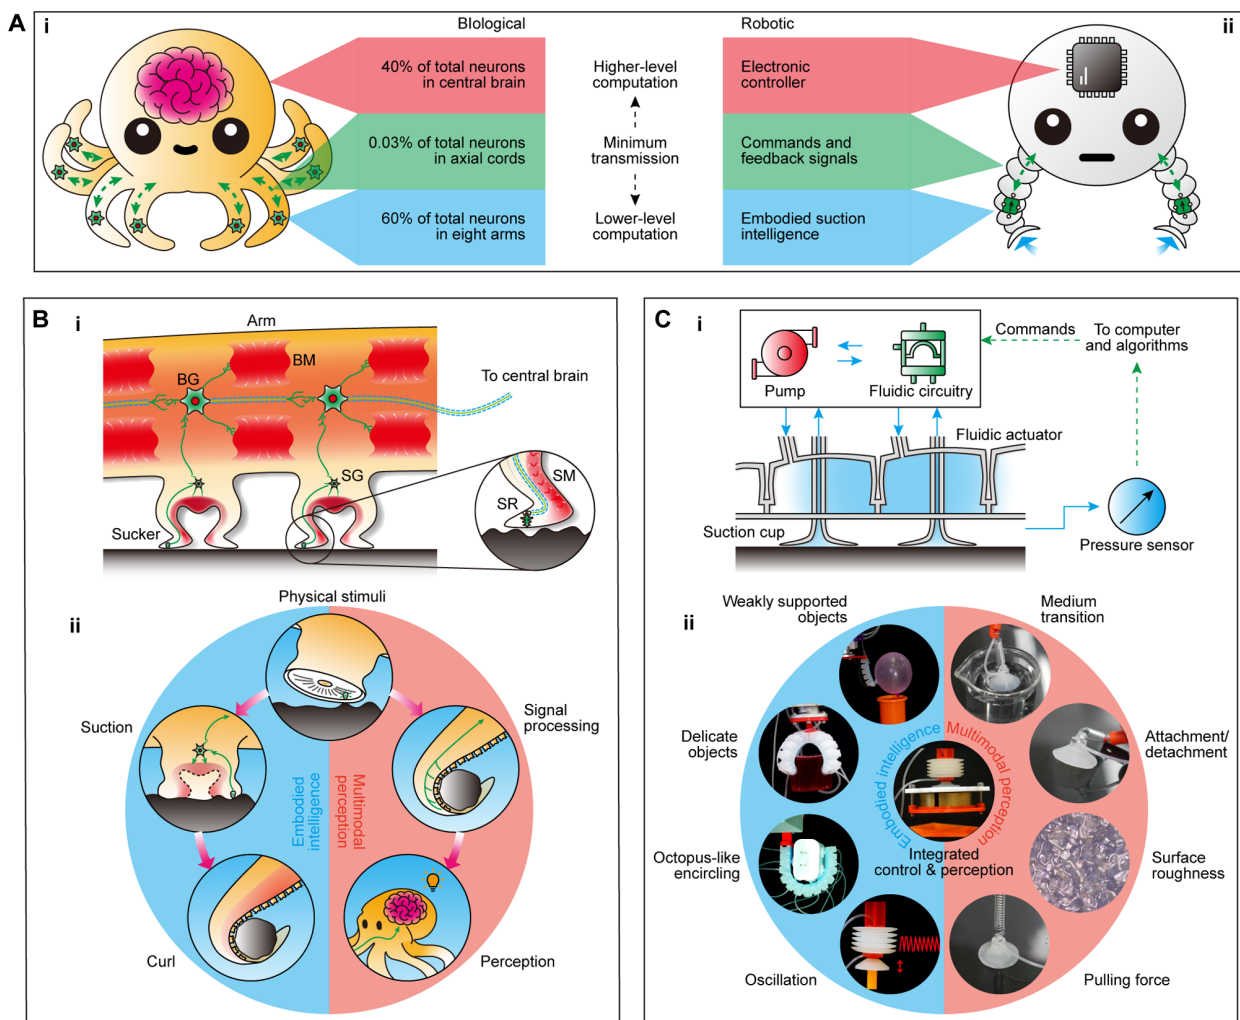 A
i
BIological
Robotic
ii
40% of total neurons
in central brain
Higher-level
computation
Electronic
controller
0.03% of total neurons
in axial cords
Minimum
transmission
Commands and
feedback signals
60% of total neurons
in eight arms
Lower-level
computation
Embodied suction
intelligence
B
i
Arm
BM
BG
To central brain
SG
SM
SR
Sucker
ii
Physical stimuli
Suction
Signal
processing
Embodied
intelligence
Multimodal
perception
Curl
Perception
C
i
Commands
To computer
and algorithms
Pump
Fluidic circuitry
Fluidic actuator
Suction cup
Pressure sensor
ii
Weakly supported
objects
Medium
transition
Delicate
objects
Attachment/
detachment
Embodied intelligence
Multimodal perception
Integrated
control & perception
Octopus-like
encircling
Surface
roughness
Oscillation
Pulling force